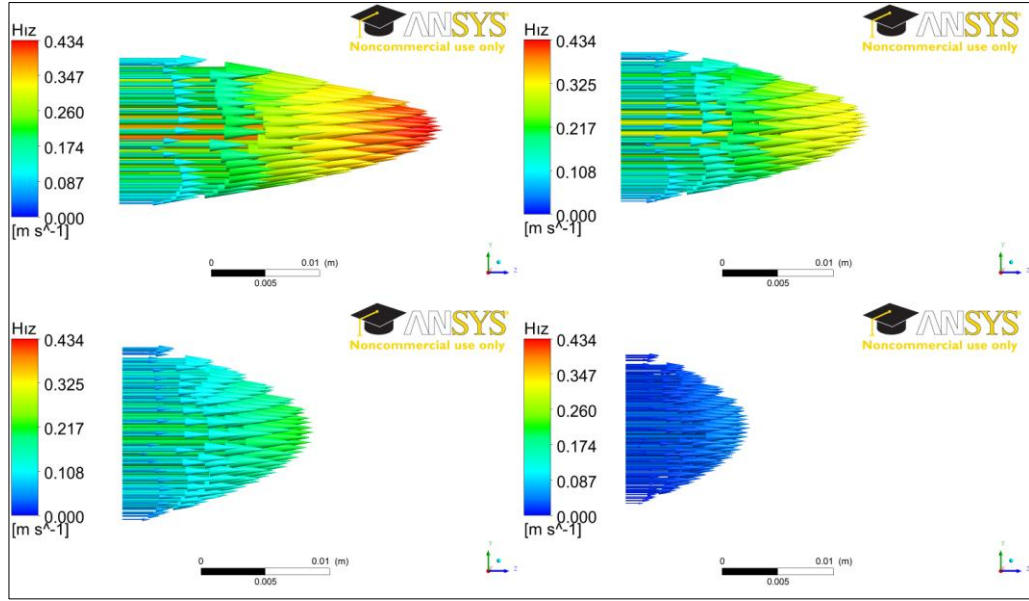 Hız
0.434
0.347
0.260
0.174
0.087
0.000
[m s^-1]
ANSYS
Noncommercial use only
0
0.01
(m)
0.005
Y
Z
Hız
0.434
0.325
0.217
0.108
0.000
[m s^-1]
ANSYS
Noncommercial use only
0
0.01
(m)
0.005
Y
Z
Hız
0.434
0.325
0.217
0.108
0.000
[m s^-1]
ANSYS
Noncommercial use only
0
0.01
(m)
0.005
Y
Z
Hız
0.434
0.347
0.260
0.174
0.087
0.000
[m s^-1]
ANSYS
Noncommercial use only
0
0.01
(m)
0.005
Y
Z